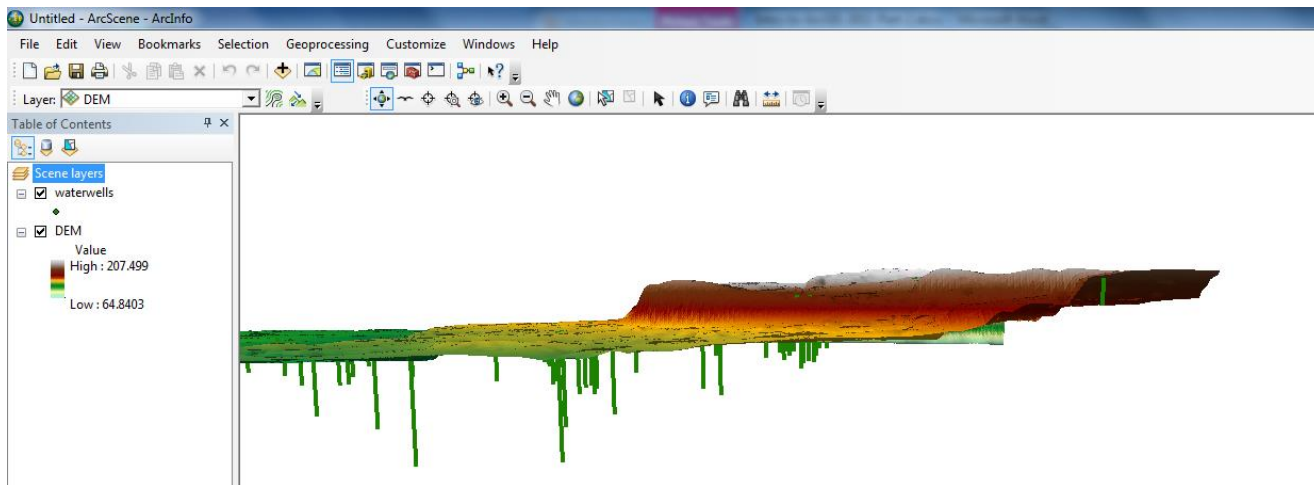 Untitled - ArcScene - ArcInfo
File Edit View Bookmarks Selection Geoprocessing Customize Windows Help
Layer: DEM
Table of Contents
Scene layers
waterwells
DEM
Value
High : 207.499
Low : 64.8403